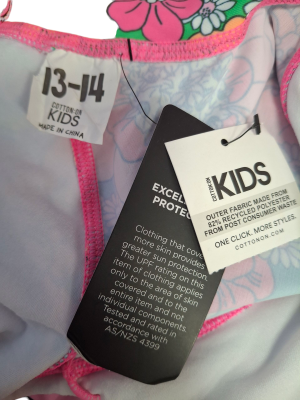 13-14
COTTON:ON
KIDS
MADE IN CHINA
PROTE
Clothing that cove
more skin provides
greater sun protection.
The UPF rating on this
item of clothing applies
only to the area of skin
covered and to the
entire item and not
individual components.
Tested and rated in
accordance with
AS/NZS 4399
COTTON:ON
KIDS
OUTER FABRIC MADE FROM
82% RECYCLED POLYESTER
FROM POST CONSUMER WASTE
ONE CLICK. MORE STYLES.
COTTONON.COM